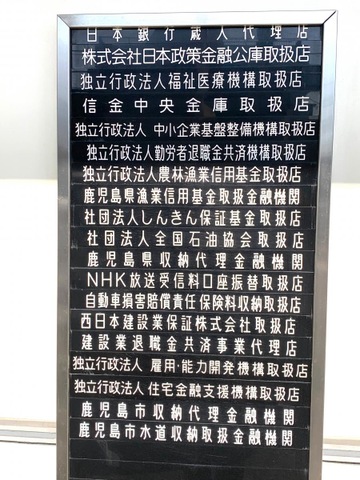 日本銀行歳入代理店
株式会社日本政策金融公庫取扱店
独立行政法人福祉医療機構取扱店
信金中央金庫取扱店
独立行政法人 中小企業基盤整備機構取扱店
独立行政法人勤労者退職金共済機構取扱店
独立行政法人農林漁業信用基金取扱店
鹿児島県漁業信用基金取扱金融機関
社団法人しんきん保証基金取扱店
社団法人全国石油協会取扱店
鹿児島県収納代理金融機関
NHK放送受信料口座振替取扱店
自動車損害賠償責任保険料収納取扱店
西日本建設業保証株式会社取扱店
建設業退職金共済事業代理店
独立行政法人 雇用・能力開発機構取扱店
独立行政法人 住宅金融支援機構取扱店
鹿児島市収納代理金融機関
鹿児島市水道収納取扱金融機関